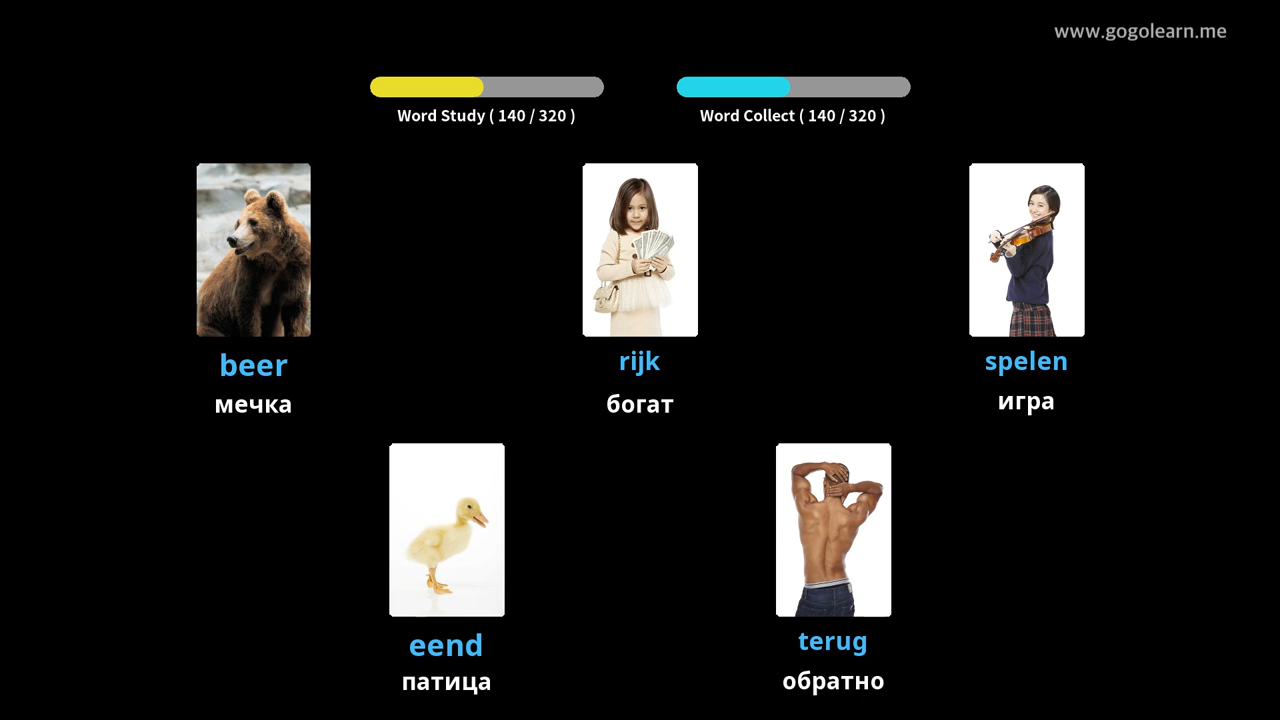 www.gogolearn.me
Word Study ( 140 / 320 )
Word Collect ( 140 / 320 )
beer
мечка
rijk
богат
spelen
игра
eend
патица
terug
обратно